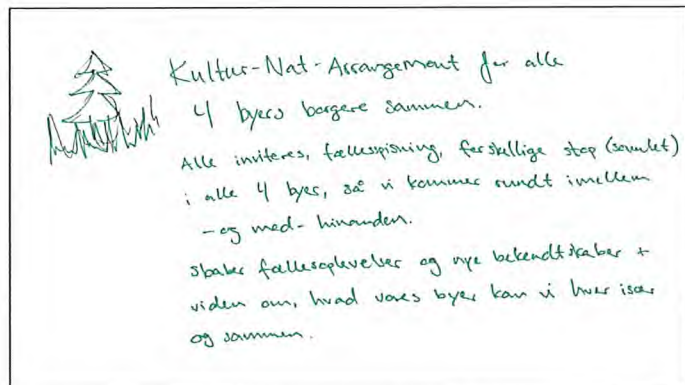 Kultur-Nat-Arrangement for alle
4 byers borgere sammen.
Alle inviteres, fællesspisning, forskellige stop (samlet)
i alle 4 byer, så vi kommer rundt imellem
- og med - hinanden.
skaber fællesoplevelser og nye bekendtskaber +
viden om, hvad vores byer kan vi hver især
og sammen.